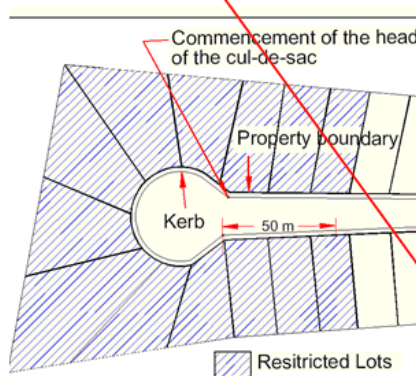 Commencement of the head
of the cul-de-sac
Property boundary
Kerb
50 m
Resitricted Lots